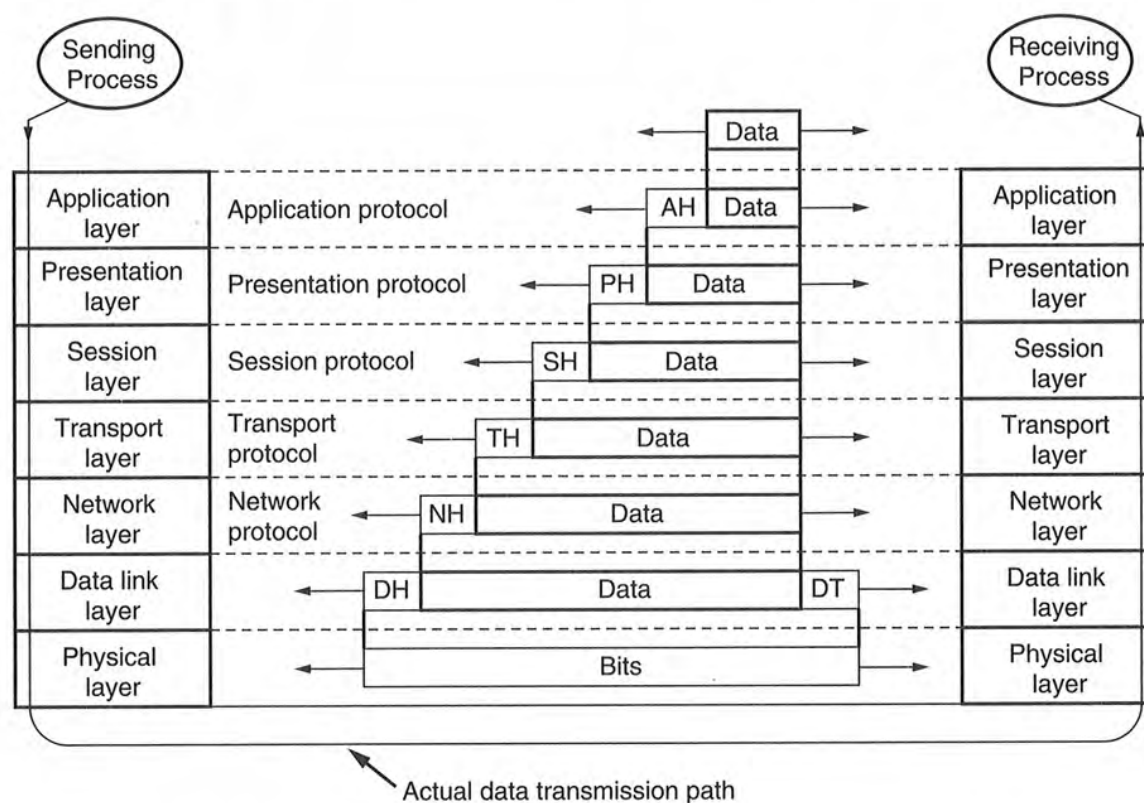 Sending
Process
Receiving
Process
Data
Application
layer
Application protocol
AH
Data
Application
layer
Presentation
layer
Presentation protocol
PH
Data
Presentation
layer
Session
layer
Session protocol
SH
Data
Session
layer
Transport
layer
Transport
protocol
TH
Data
Transport
layer
Network
layer
Network
protocol
NH
Data
Network
layer
Data link
layer
DH
Data
DT
Data link
layer
Physical
layer
Bits
Physical
layer
Actual data transmission path